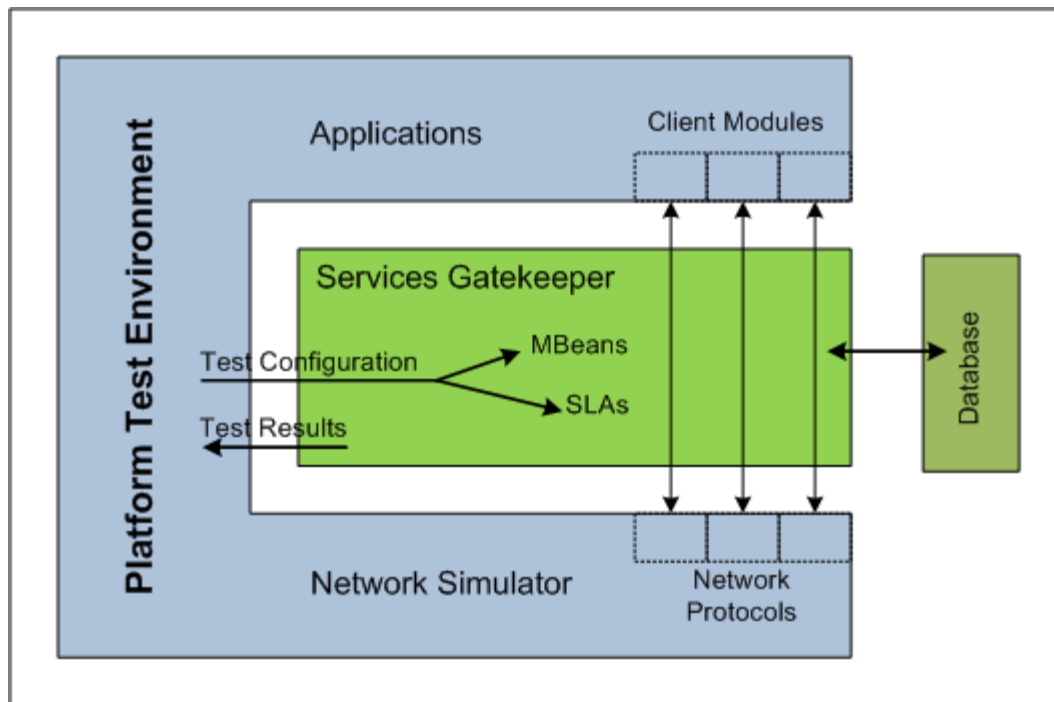 Platform Test Environment
Applications
Client Modules
Services Gatekeeper
Test Configuration
MBeans
SLAs
Test Results
Database
Network Simulator
Network
Protocols